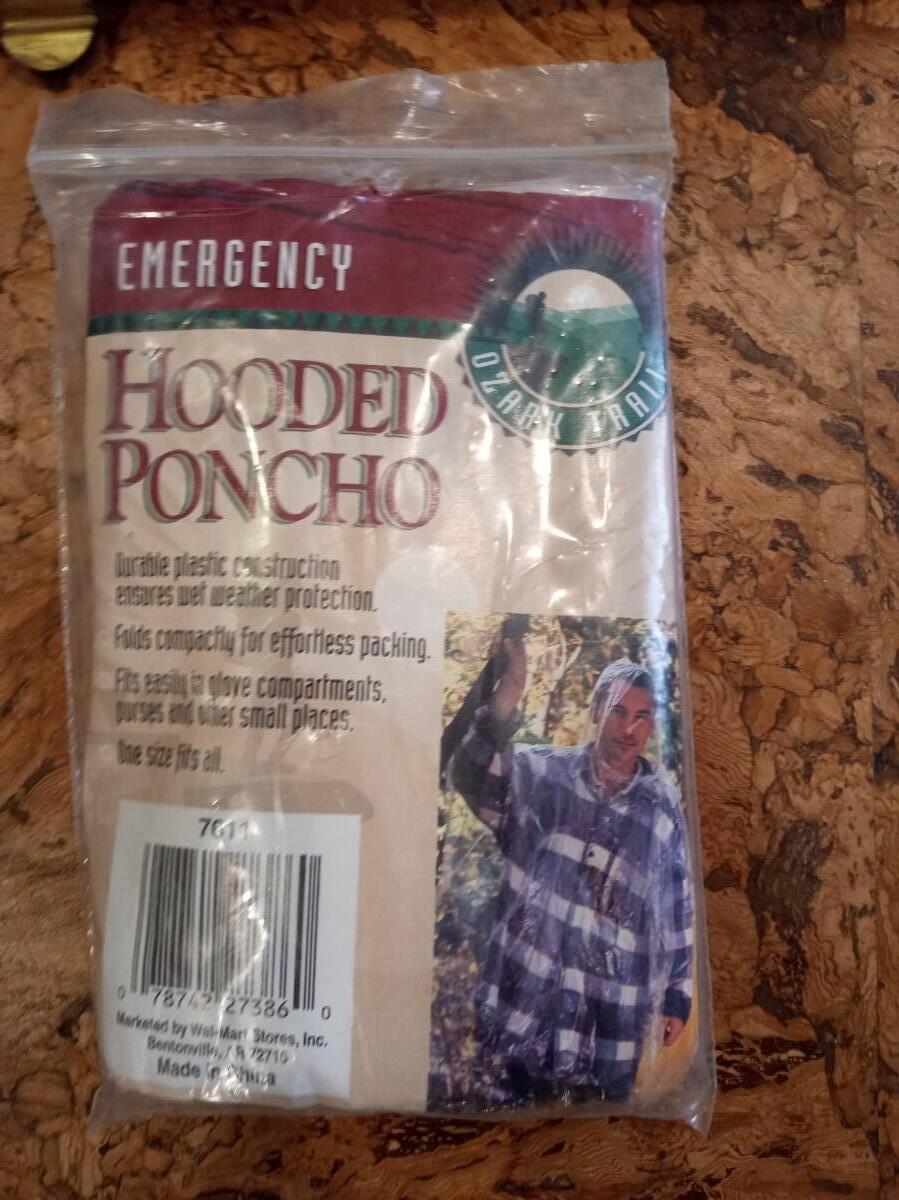 EMERGENCY
OZARK TRAIL
HOODED
PONCHO
Durable plastic construction
ensures wet weather protection.
Folds compactly for effortless packing.
Fits easily in glove compartments,
purses and other small places.
One size fits all.
0 27386 0
Marketed by Wal-Mart Stores, Inc.
Bentonville, AR 72716
Made in China